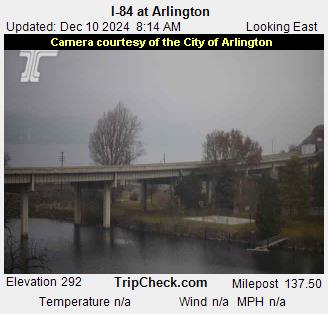 I-84 at Arlington
Updated: Dec 10 2024 8:14 AM Looking East
Camera courtesy of the City of Arlington
Elevation 292 TripCheck.com Milepost 137.50
Temperature n/a Wind n/a MPH n/a